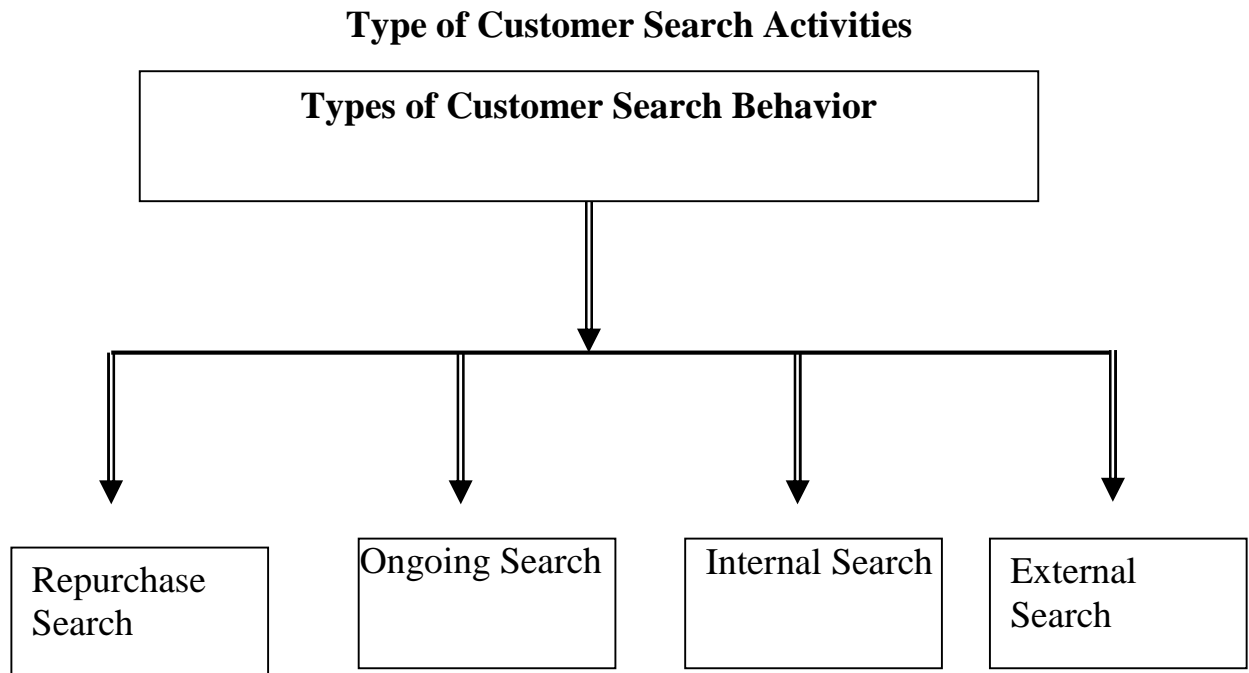 Type of Customer Search Activities
Types of Customer Search Behavior
Repurchase
Search
Ongoing Search
Internal Search
External
Search